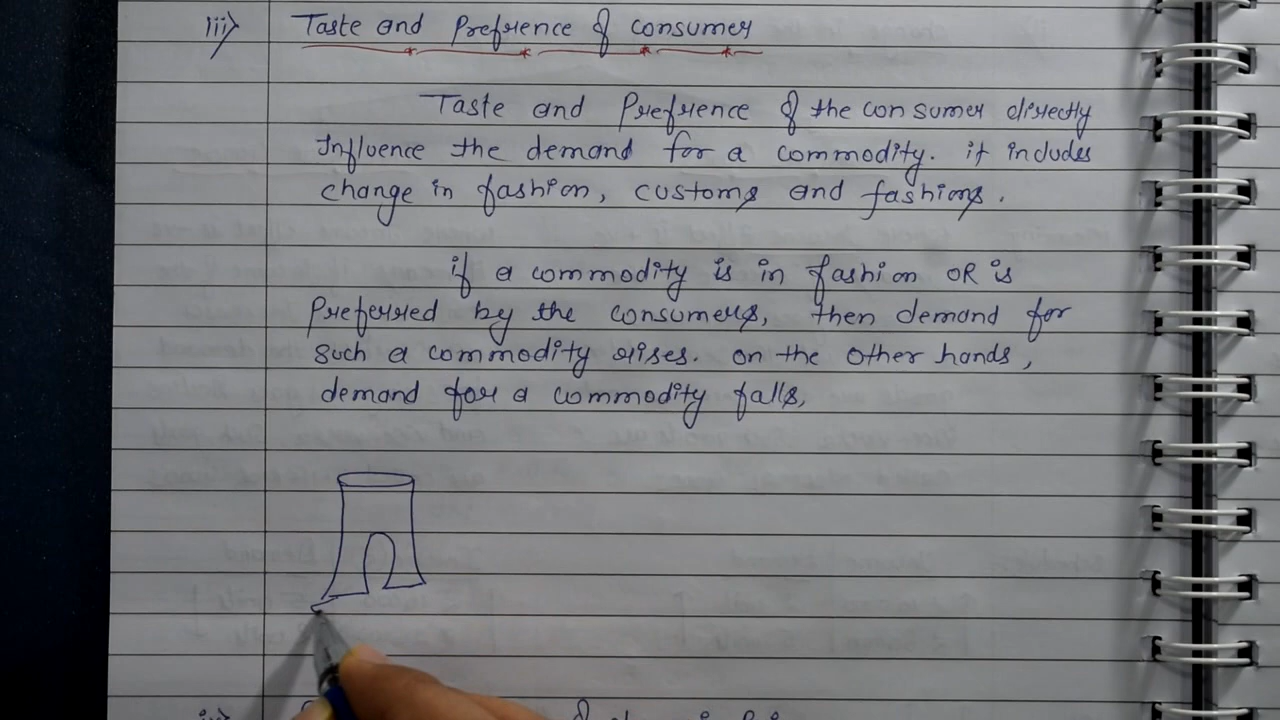 iii) Taste and Prefrence of consumer
Taste and Prefrence of the consumer directly
Influence the demand for a commodity. it includes
change in fashion, customs and fashions.
if a commodity is in fashion OR is
Preferred by the consumers, then demand for
such a commodity rises. on the other hands,
demand for a commodity falls,